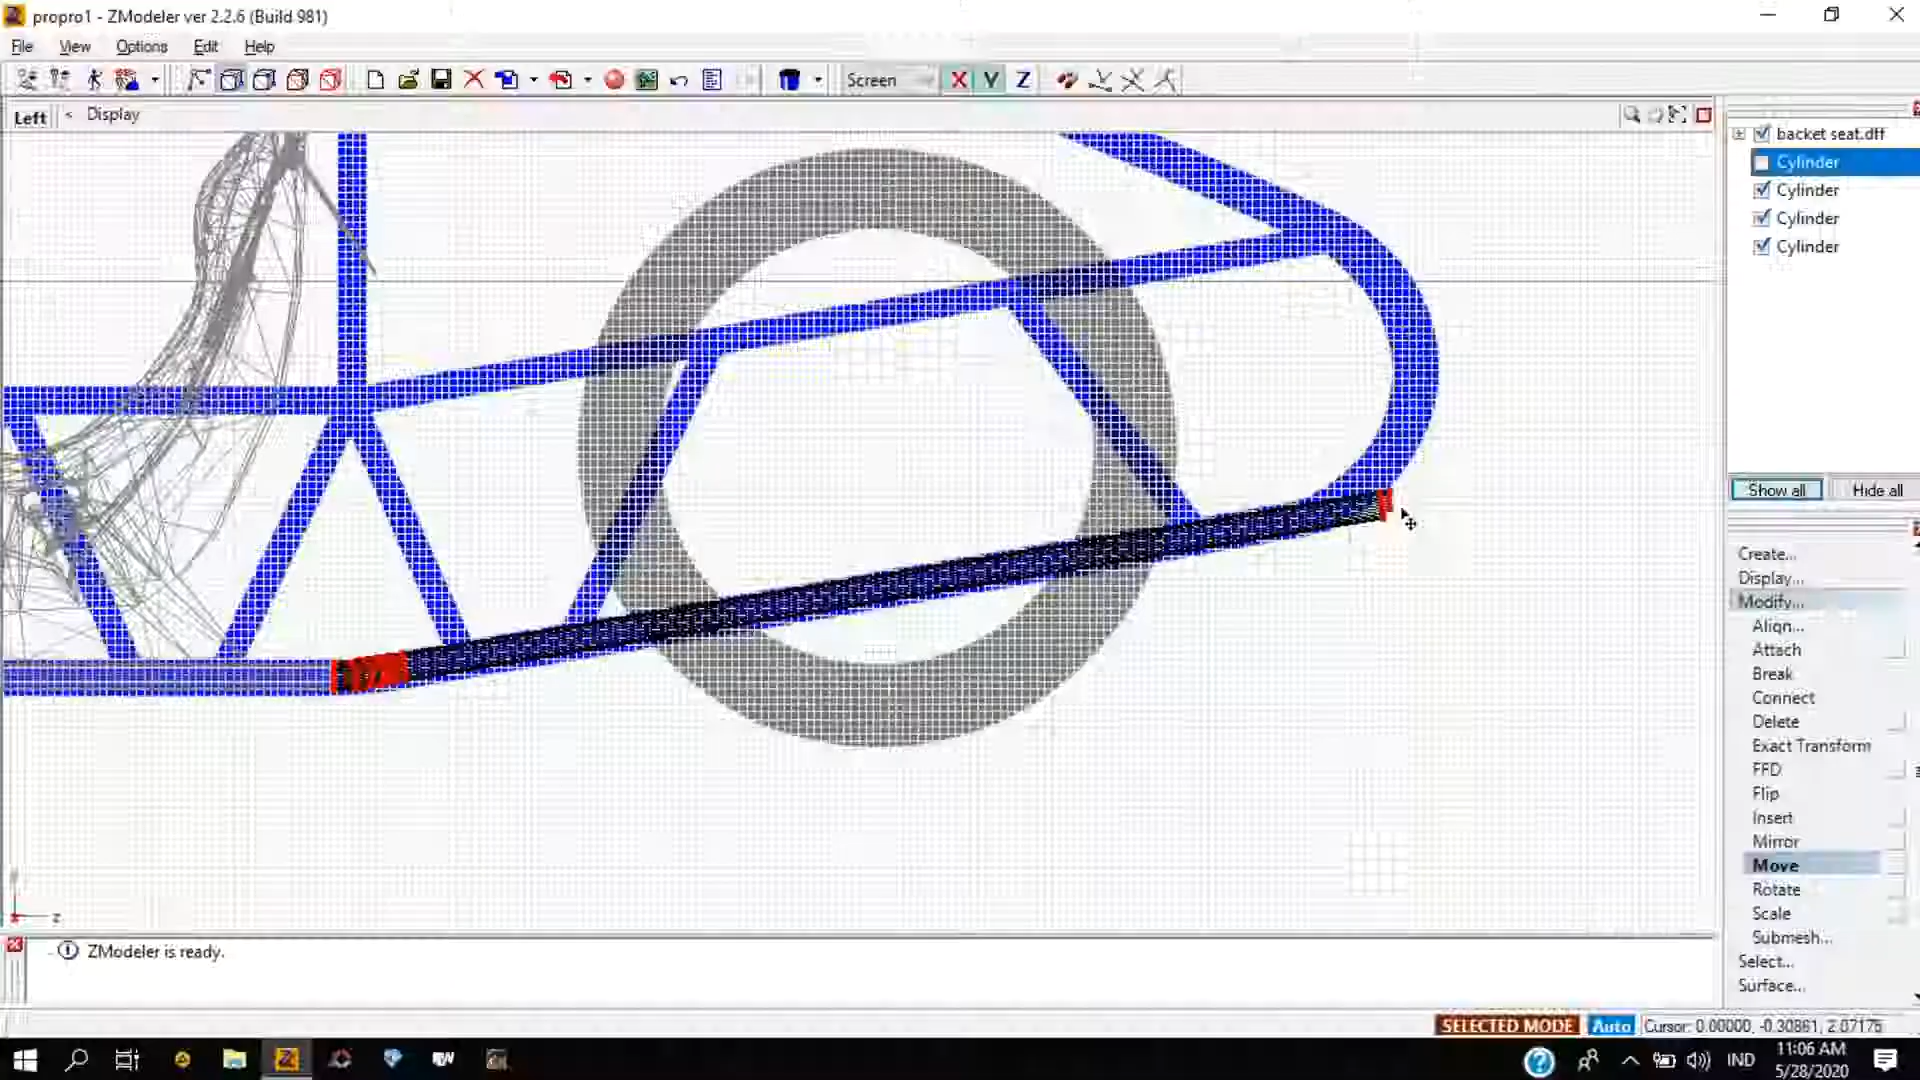 propro1 - ZModeler ver 2.2.6 (Build 981)
File View Options Edit Help
Screen X Y Z
Left < Display
backet seat.dff
Cylinder
Cylinder
Cylinder
Cylinder
Show all Hide all
Create...
Display...
Modify...
Align...
Attach
Break
Connect
Delete
Exact Transform
FFD
Flip
Insert
Mirror
Move
Rotate
Scale
Submesh...
Select...
Surface...
z
ZModeler is ready.
SELECTED MODE Auto Cursor: 0.00000, -0.30861, 2.07175
IND 11:06 AM
5/28/2020